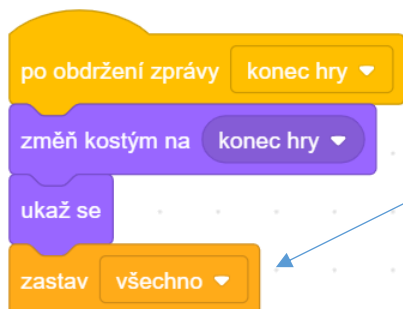 po obdržení zprávy konec hry
změň kostým na konec hry
ukaž se
zastav všechno